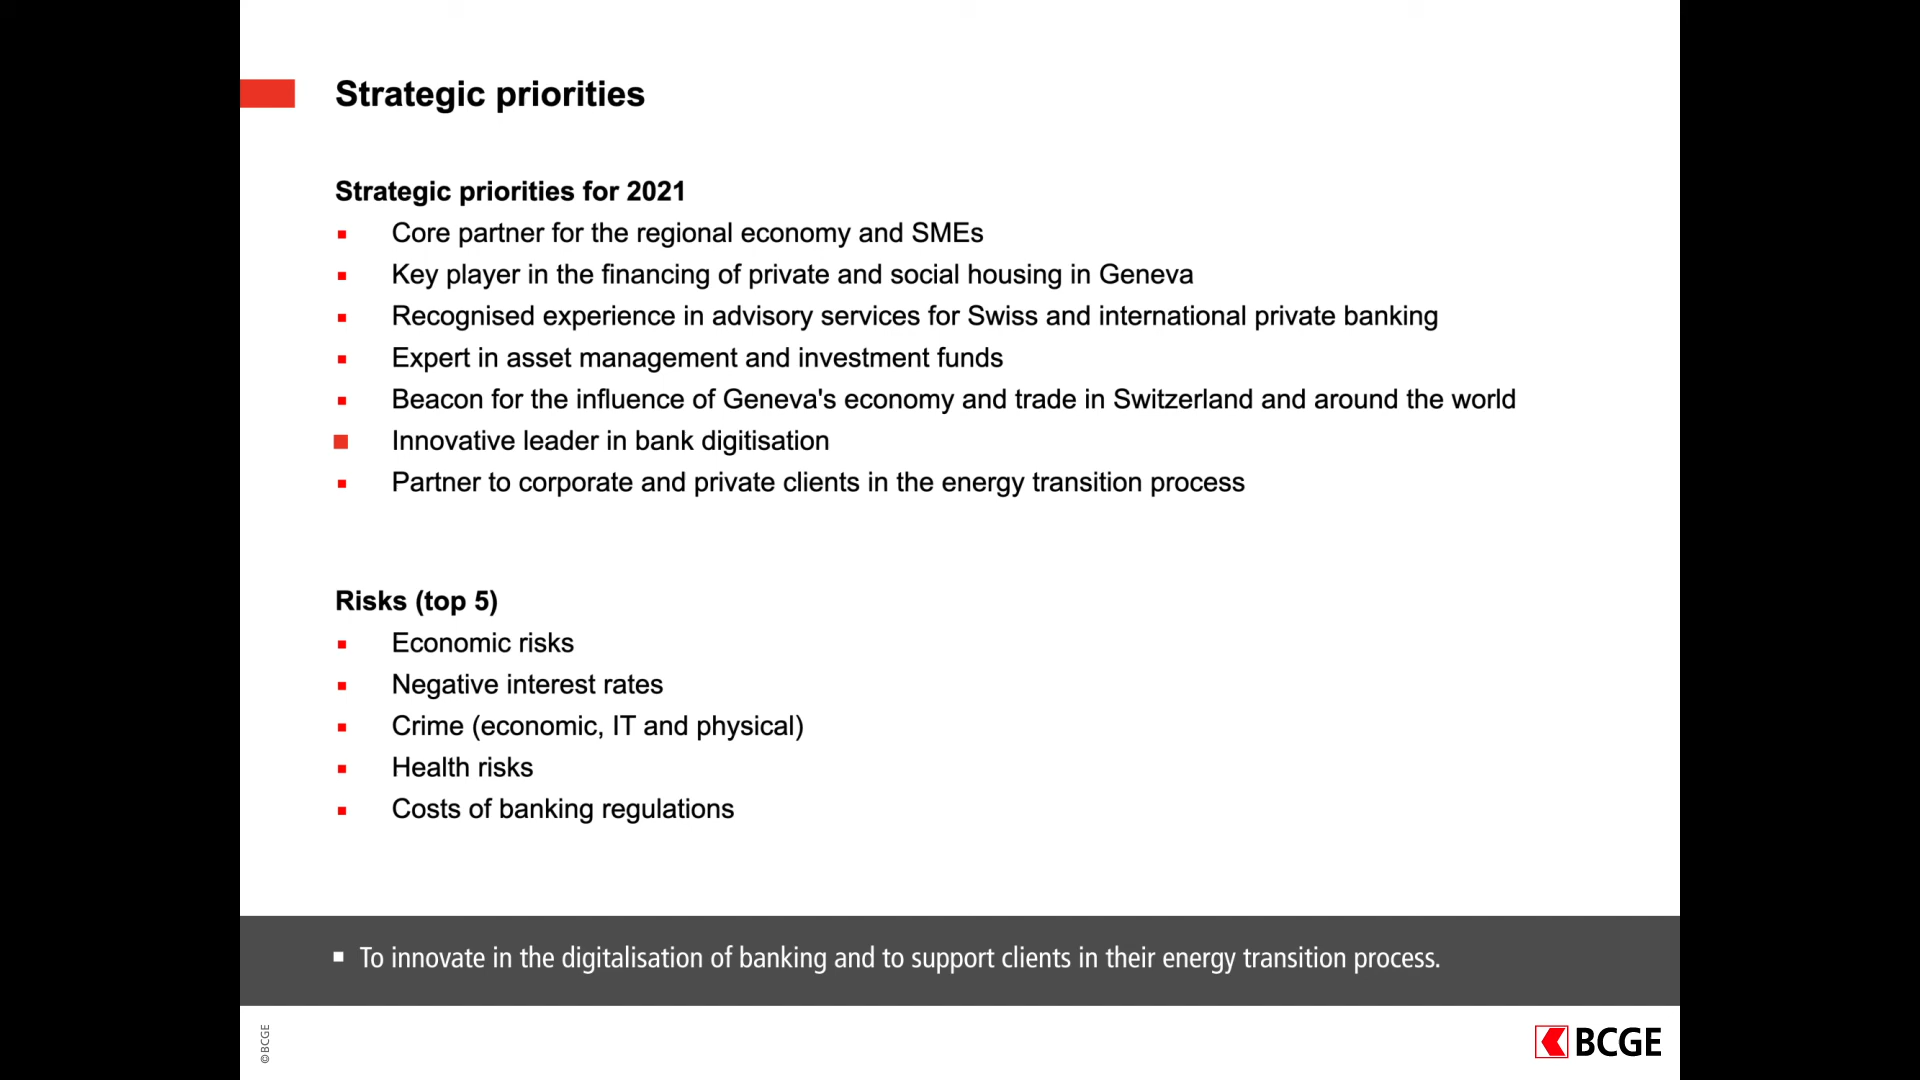 Strategic priorities
Strategic priorities for 2021
Core partner for the regional economy and SMEs
Key player in the financing of private and social housing in Geneva
Recognised experience in advisory services for Swiss and international private banking
Expert in asset management and investment funds
Beacon for the influence of Geneva's economy and trade in Switzerland and around the world
Innovative leader in bank digitisation
Partner to corporate and private clients in the energy transition process
Risks (top 5)
Economic risks
Negative interest rates
Crime (economic, IT and physical)
Health risks
Costs of banking regulations
To innovate in the digitalisation of banking and to support clients in their energy transition process.
©BCGE
BCGE